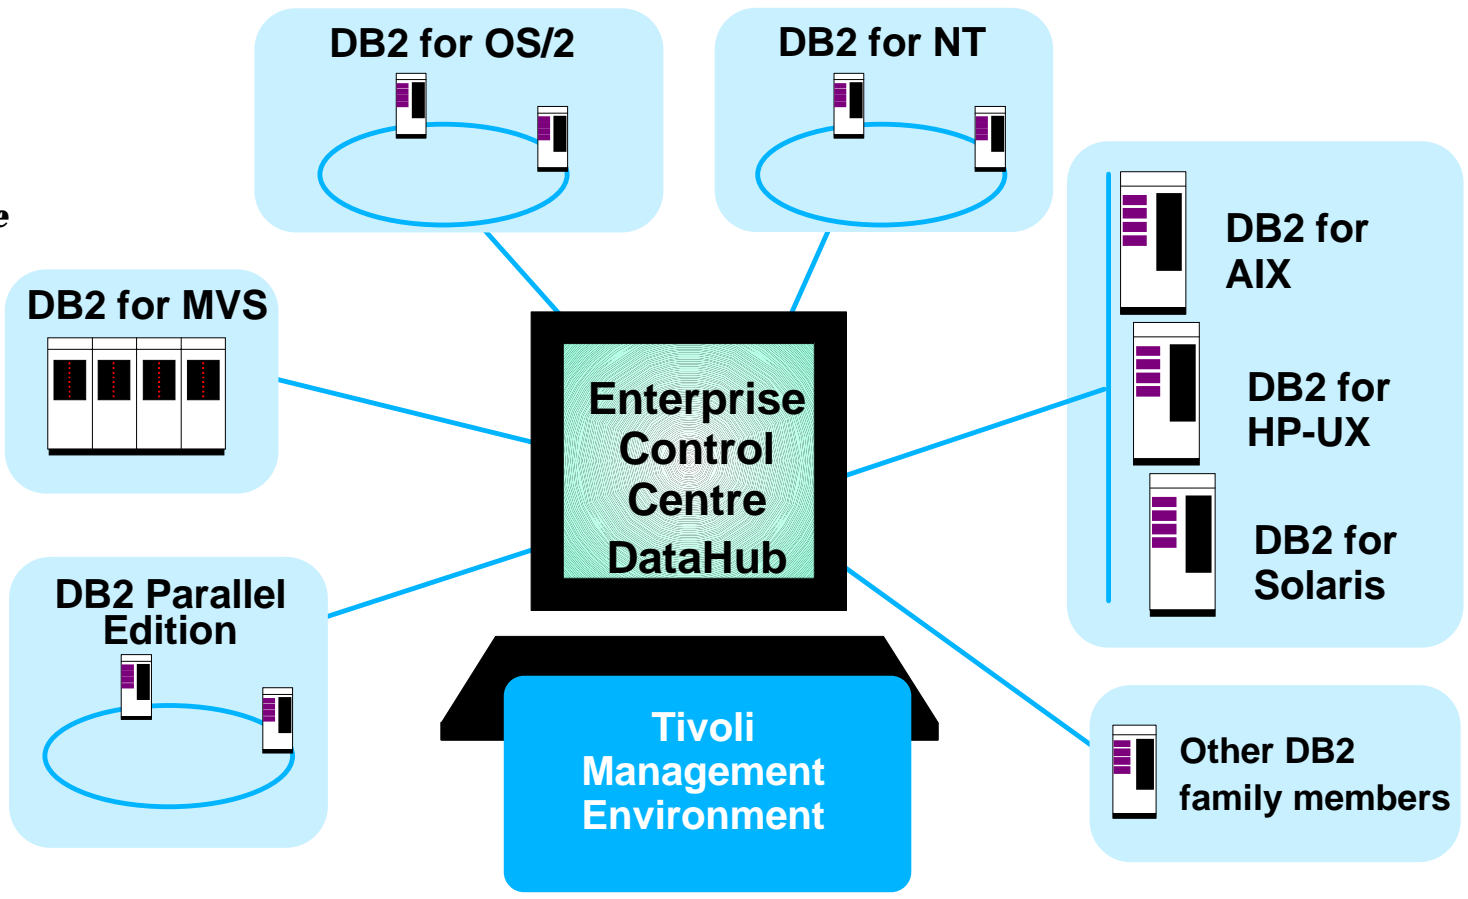 DB2 for OS/2
DB2 for NT
e
DB2 for
AIX
DB2 for MVS
DB2 for
HP-UX
Enterprise
Control
Centre
DataHub
DB2 for
Solaris
DB2 Parallel
Edition
Tivoli
Management
Environment
Other DB2
family members